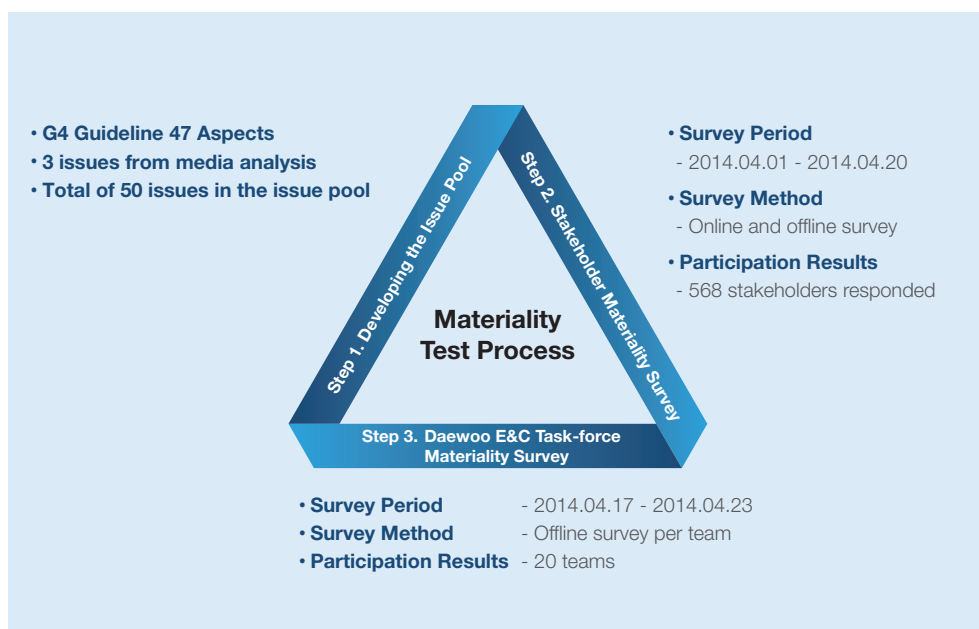 • G4 Guideline 47 Aspects
• 3 issues from media analysis
• Total of 50 issues in the issue pool
Step 1. Developing the Issue Pool
Step 2. Stakeholder Materiality Survey
• Survey Period
- 2014.04.01 - 2014.04.20
• Survey Method
- Online and offline survey
• Participation Results
- 568 stakeholders responded
Materiality
Test Process
Step 3. Daewoo E&C Task-force
Materiality Survey
• Survey Period - 2014.04.17 - 2014.04.23
• Survey Method - Offline survey per team
• Participation Results - 20 teams